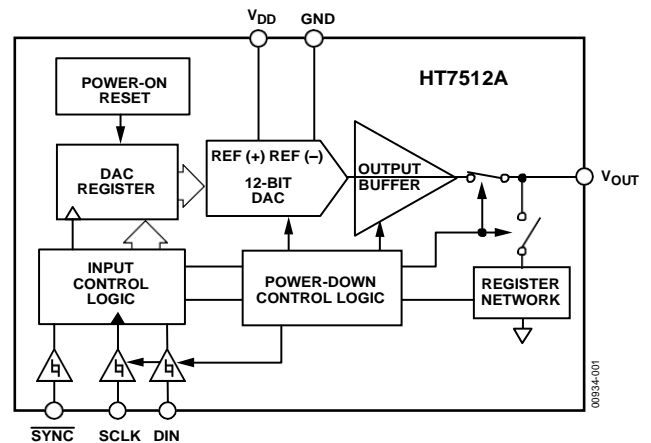 VDD GND
HT7512A
POWER-ON
RESET
REF (+) REF (–)
DAC
REGISTER
12-BIT
DAC
OUTPUT
BUFFER
VOUT
INPUT
CONTROL
LOGIC
POWER-DOWN
CONTROL LOGIC
REGISTER
NETWORK
SYNC SCLK DIN
00934-001